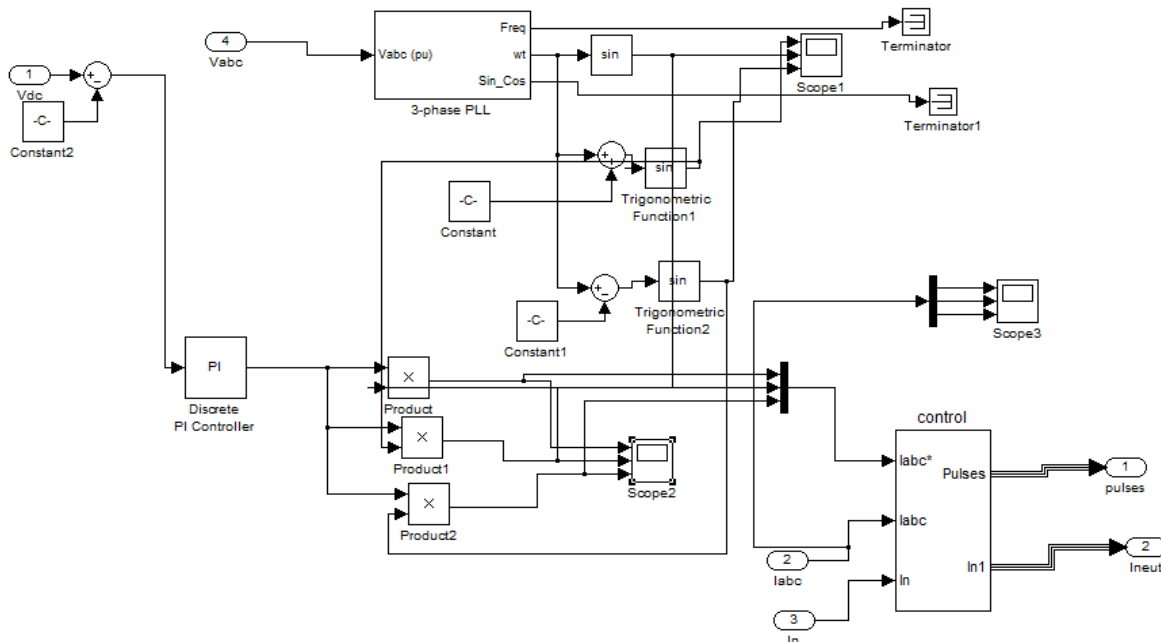 4
Vabc
Vabc (pu)
Freq
wt
Sin_Cos
3-phase PLL
sin
Scope1
Terminator
Terminator1
1
Vdc
-C-
Constant2
-C-
Constant
sin
Trigonometric
Function1
-C-
Constant1
sin
Trigonometric
Function2
Scope3
PI
Discrete
PI Controller
×
Product
×
Product1
×
Product2
Scope2
control
Iabc*
Iabc
In
Pulses
In1
1
pulses
2
Ineut
2
Iabc
3
In